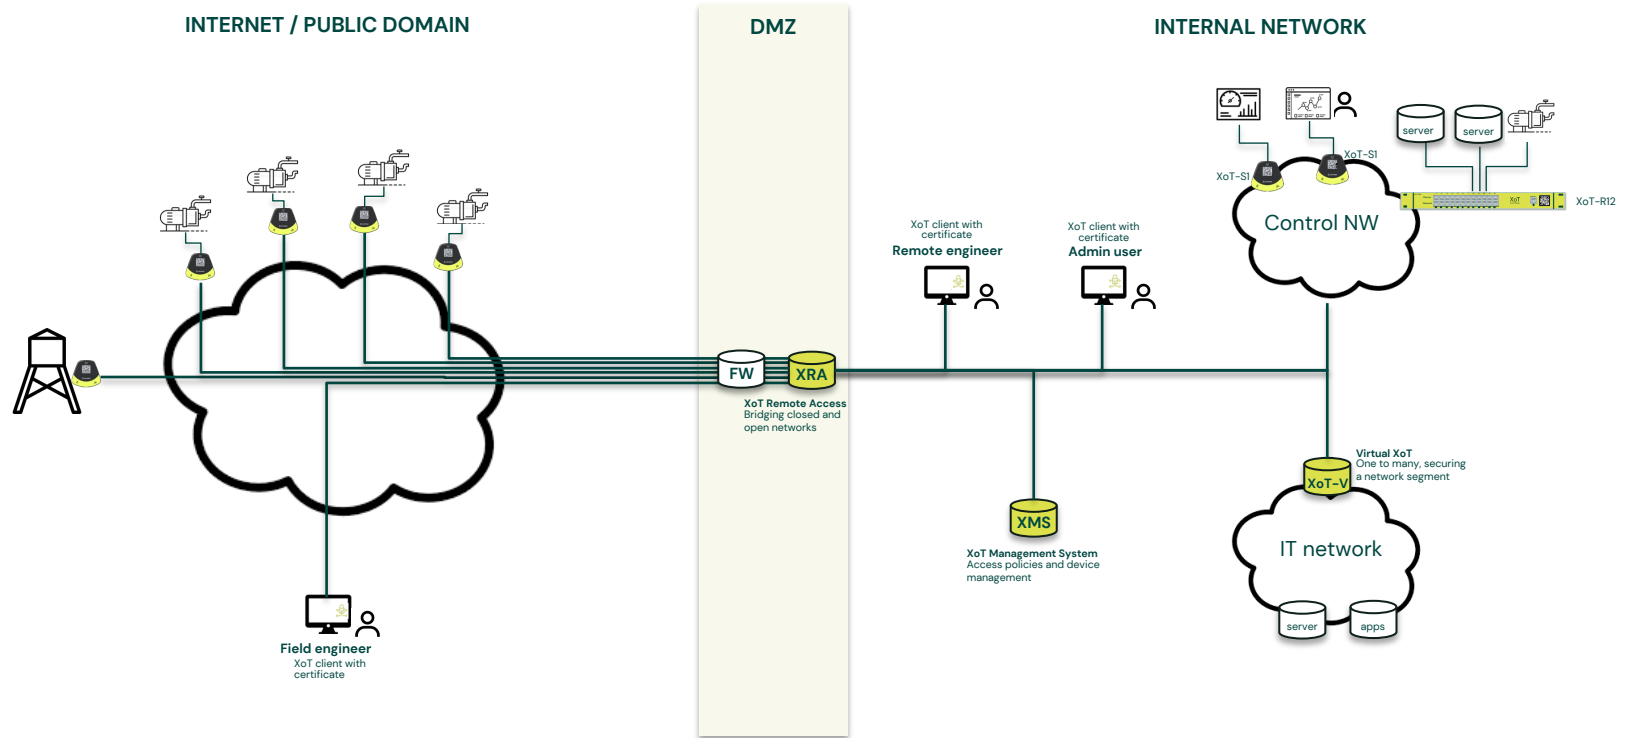 INTERNET / PUBLIC DOMAIN
DMZ
INTERNAL NETWORK
server
server
XoT-S1
XoT-S1
XoT
XoT-R12
Control NW
XoT client with
certificate
Remote engineer
XoT client with
certificate
Admin user
FW
XRA
XoT Remote Access
Bridging closed and
open networks
Virtual XoT
One to many, securing
a network segment
XoT-V
XMS
XoT Management System
Access policies and device
management
IT network
server
apps
Field engineer
XoT client with
certificate